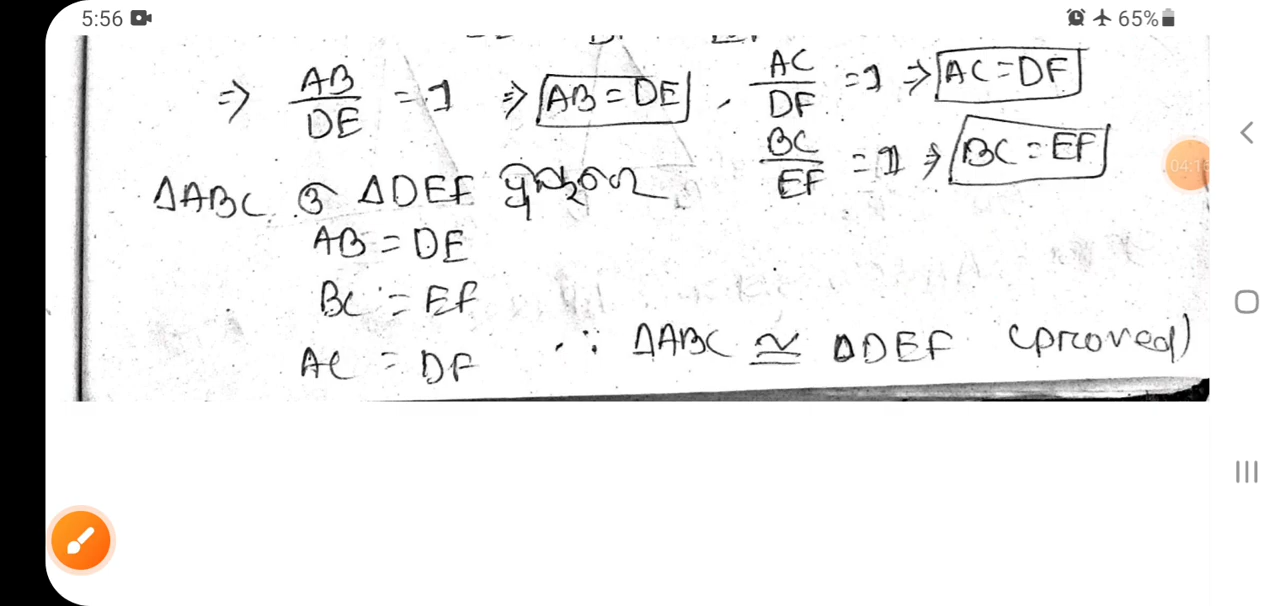 5:56 65%
⇒ AB/DE = 1 ⇒ AB = DE , AC/DF = 1 ⇒ AC = DF
BC/EF = 1 ⇒ BC = EF
ΔABC ଓ ΔDEF
AB = DE
BC = EF
AC = DF ∴ ΔABC ≅ ΔDEF (proved)